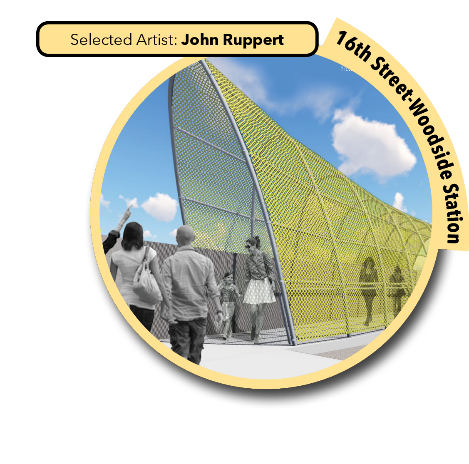 Selected Artist: John Ruppert
16th Street-Woodside Station